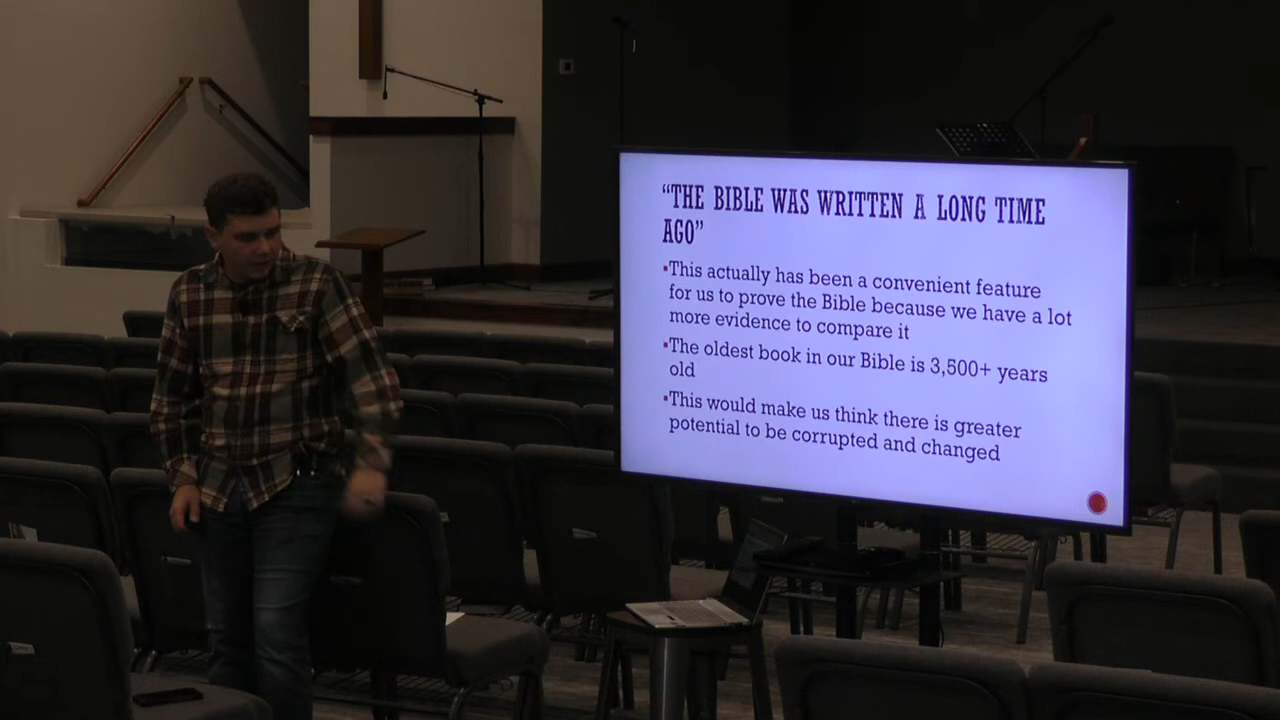 “THE BIBLE WAS WRITTEN A LONG TIME
AGO”
▪This actually has been a convenient feature
for us to prove the Bible because we have a lot
more evidence to compare it
▪The oldest book in our Bible is 3,500+ years
old
▪This would make us think there is greater
potential to be corrupted and changed